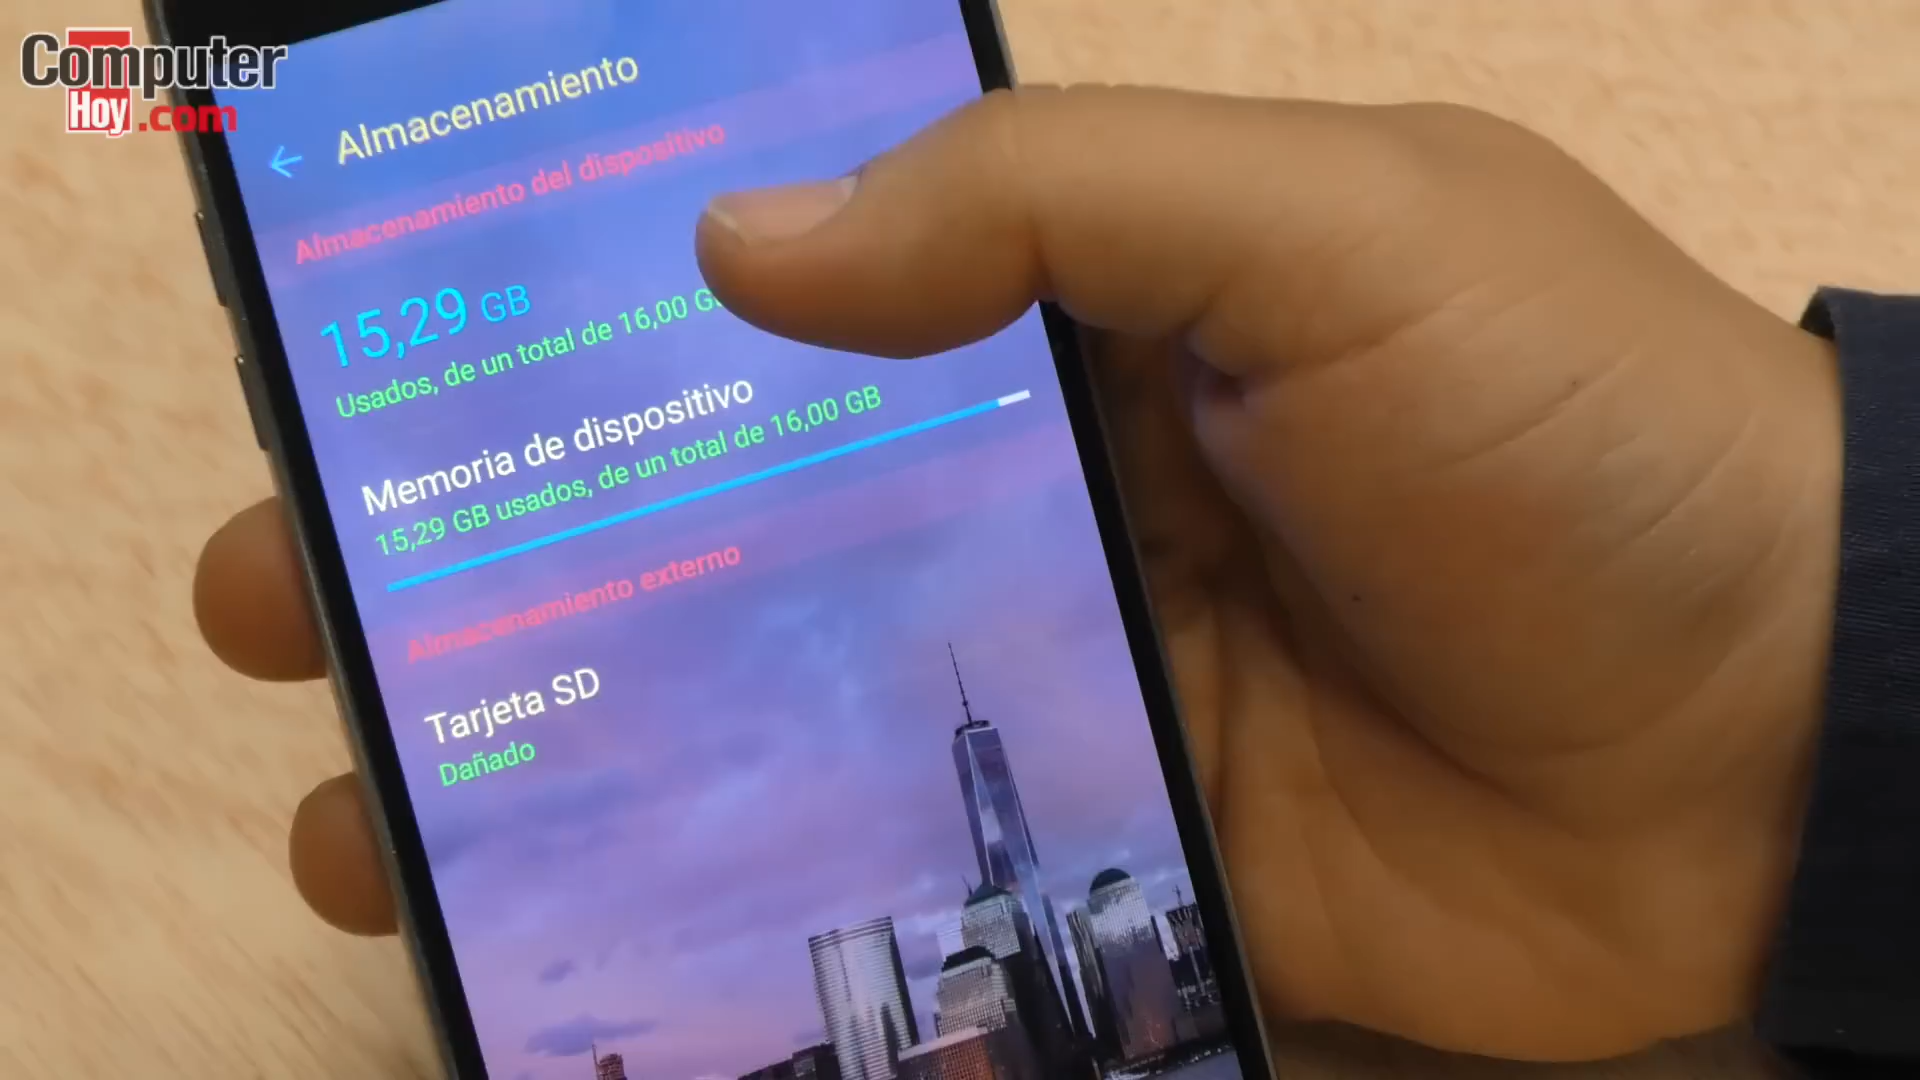 Computer
Hoy.com
Almacenamiento
Almacenamiento del dispositivo
15,29 GB
Usados, de un total de 16,00
Memoria de dispositivo
15,29 GB usados, de un total de 16,00 GB
Almacenamiento externo
Tarjeta SD
Dañado